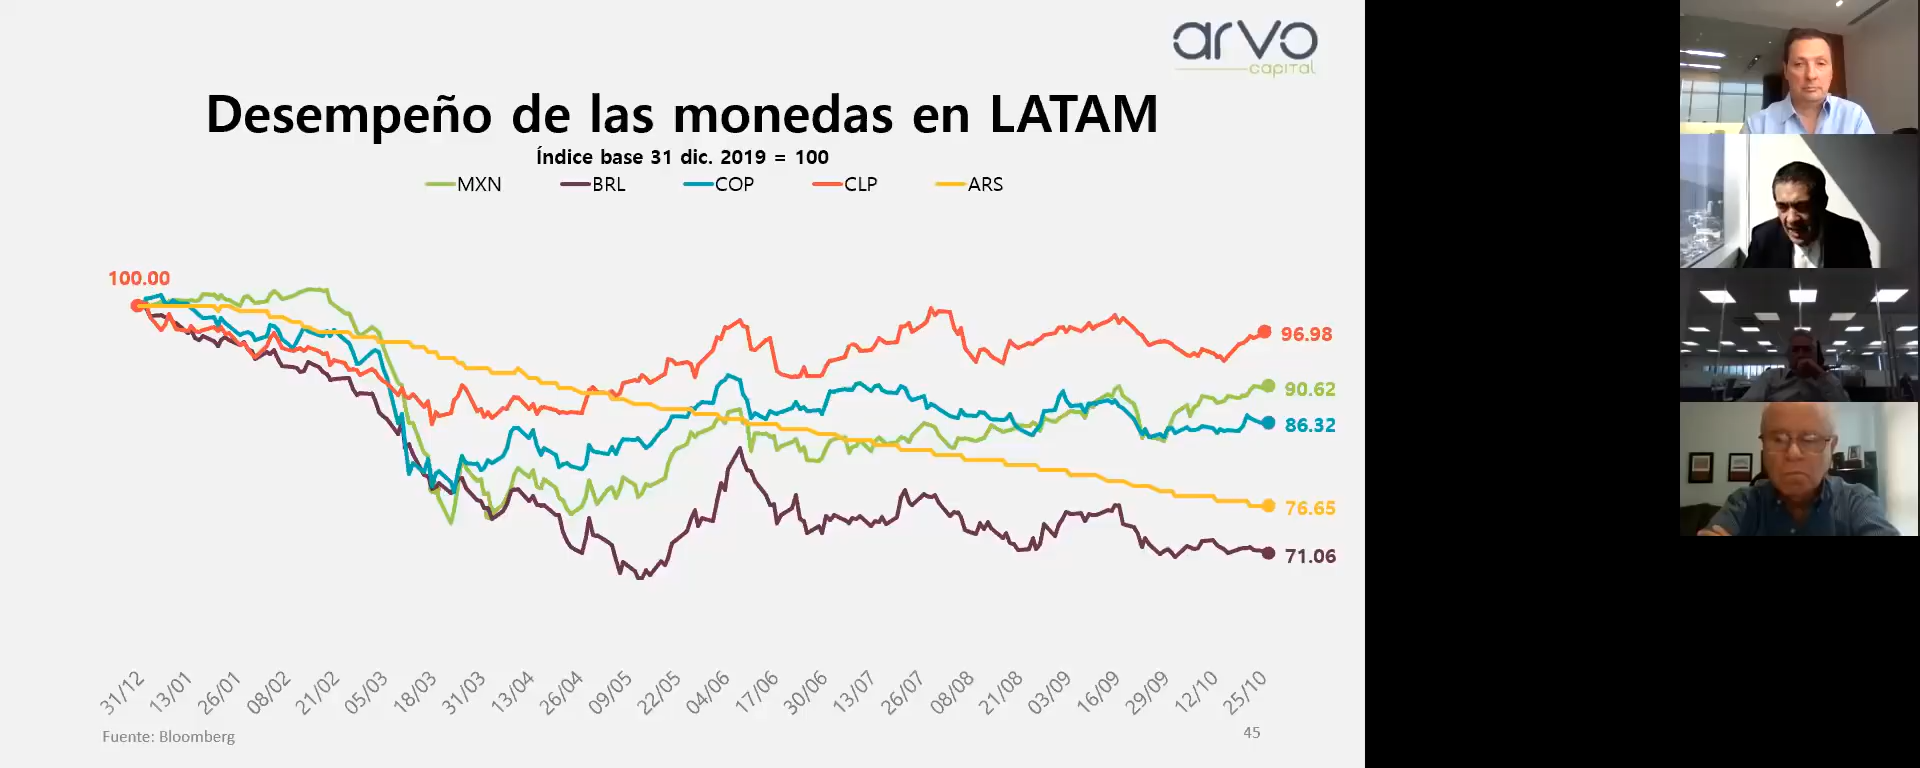 arvo
capital
Desempeño de las monedas en LATAM
Índice base 31 dic. 2019 = 100
MXN BRL COP CLP ARS
100.00
96.98
90.62
86.32
76.65
71.06
31/12 13/01 26/01 08/02 21/02 05/03 18/03 31/03 13/04 26/04 09/05 22/05 04/06 17/06 30/06 13/07 26/07 08/08 21/08 03/09 16/09 29/09 12/10 25/10
Fuente: Bloomberg
45